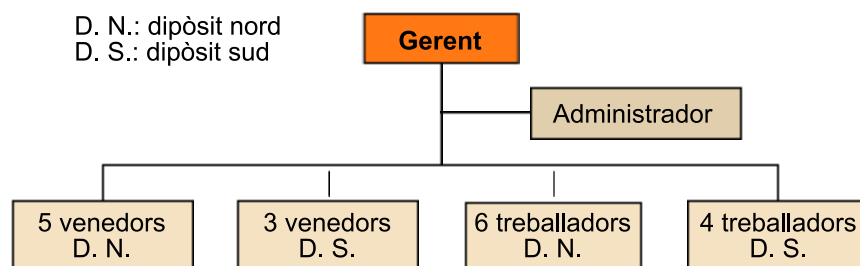 D. N.: dipòsit nord
D. S.: dipòsit sud
Gerent
Administrador
5 venedors
D. N.
3 venedors
D. S.
6 treballadors
D. N.
4 treballadors
D. S.